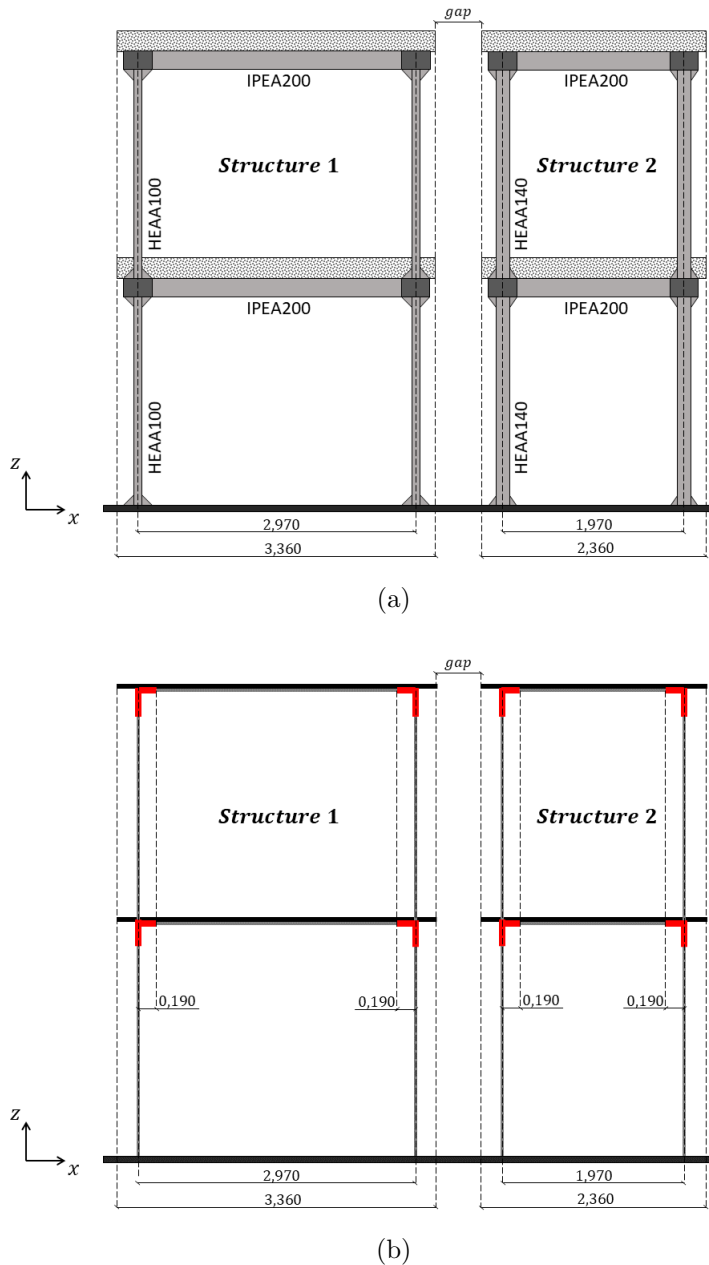 gap
IPEA200 IPEA200
Structure 1 Structure 2
HEAA100 HEAA140
IPEA200 IPEA200
HEAA100 HEAA140
z
x
2,970 1,970
3,360 2,360
(a)
gap
Structure 1 Structure 2
0,190 0,190 0,190 0,190
z
x
2,970 1,970
3,360 2,360
(b)